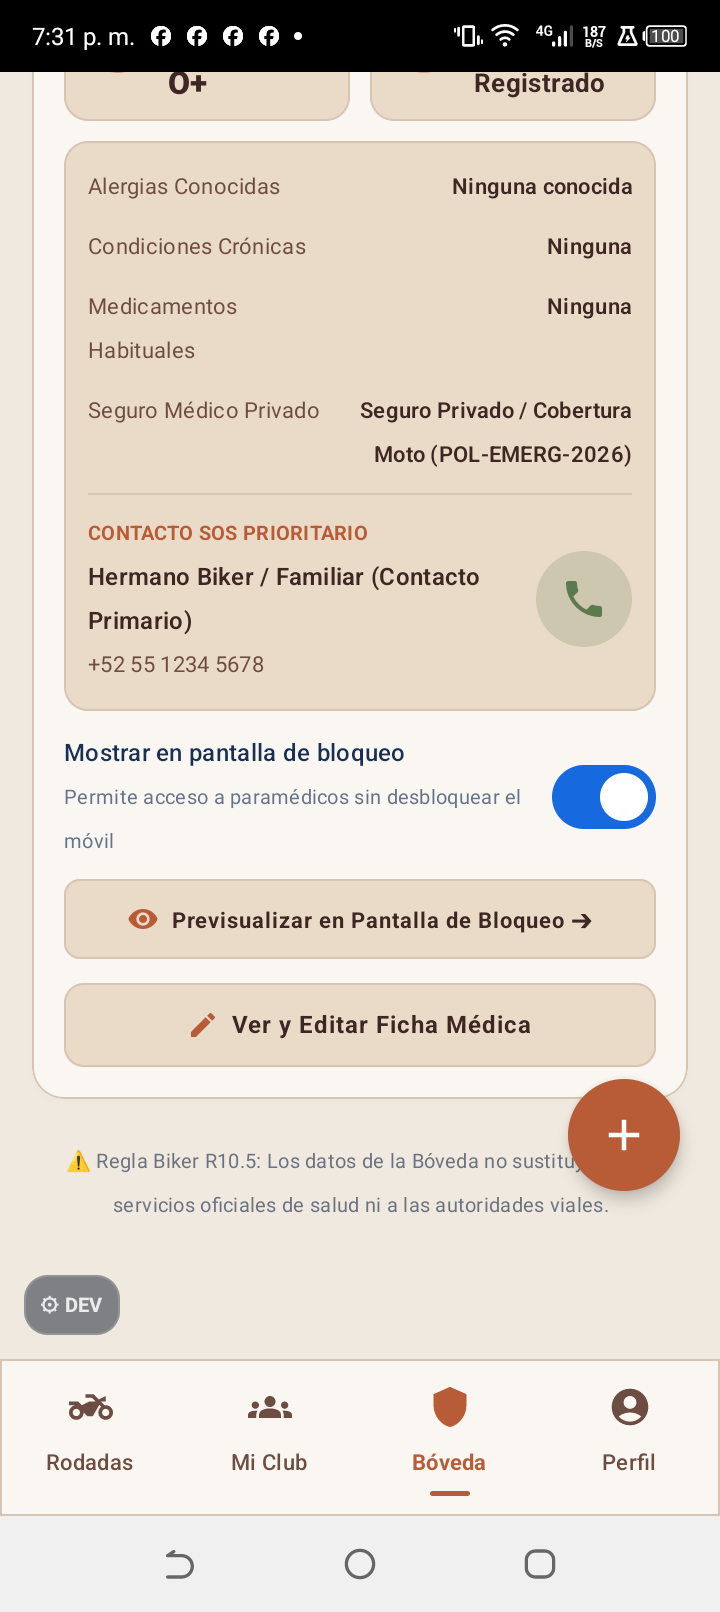 7:31 p. m.
4G 187 B/S 100
O+
Registrado
Alergias Conocidas Ninguna conocida
Condiciones Crónicas Ninguna
Medicamentos Habituales Ninguna
Seguro Médico Privado Seguro Privado / Cobertura
Moto (POL-EMERG-2026)
CONTACTO SOS PRIORITARIO
Hermano Biker / Familiar (Contacto
Primario)
+52 55 1234 5678
Mostrar en pantalla de bloqueo
Permite acceso a paramédicos sin desbloquear el
móvil
Previsualizar en Pantalla de Bloqueo ➔
Ver y Editar Ficha Médica
+
⚠️ Regla Biker R10.5: Los datos de la Bóveda no
servicios oficiales de salud ni a las autoridades viales.
DEV
Rodadas
Mi Club
Bóveda
Perfil